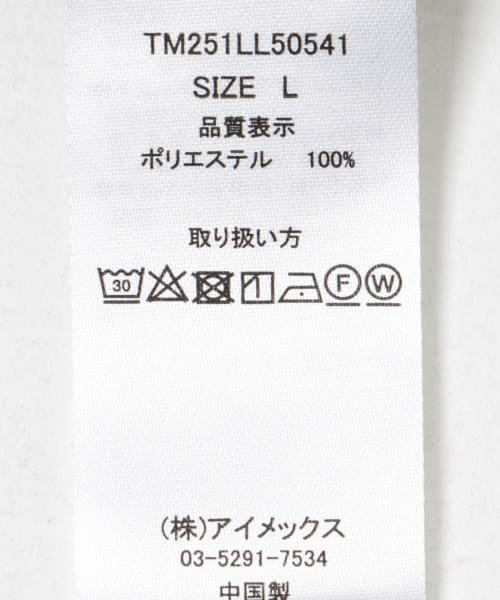 TM251LL50541
SIZE L
品質表示
ポリエステル 100%
取り扱い方
30 F W
(株)アイメックス
03-5291-7534
中国製